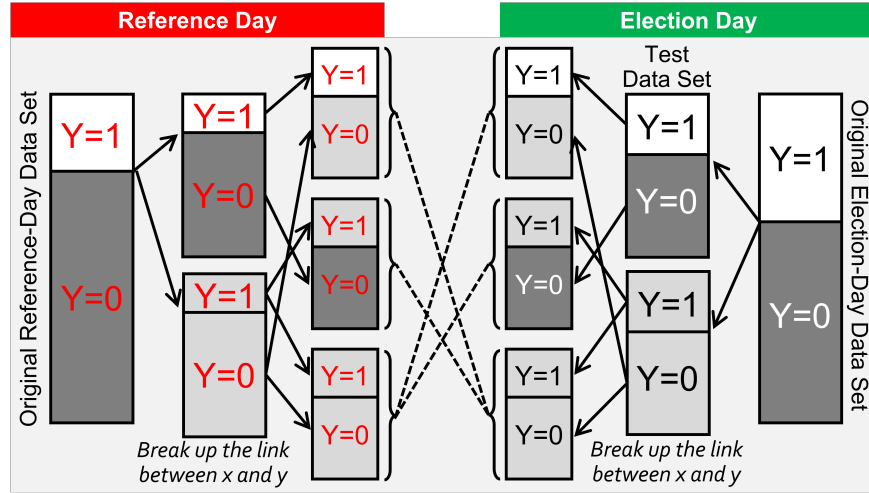 Reference Day
Election Day
Original Reference-Day Data Set
Y=1
Y=0
Y=1
Y=0
Y=1
Y=0
Break up the link
between x and y
Y=1
Y=0
Y=1
Y=0
Y=1
Y=0
Y=1
Y=0
Y=1
Y=0
Y=1
Y=0
Test
Data Set
Y=1
Y=0
Y=1
Y=0
Break up the link
between x and y
Y=1
Y=0
Original Election-Day Data Set